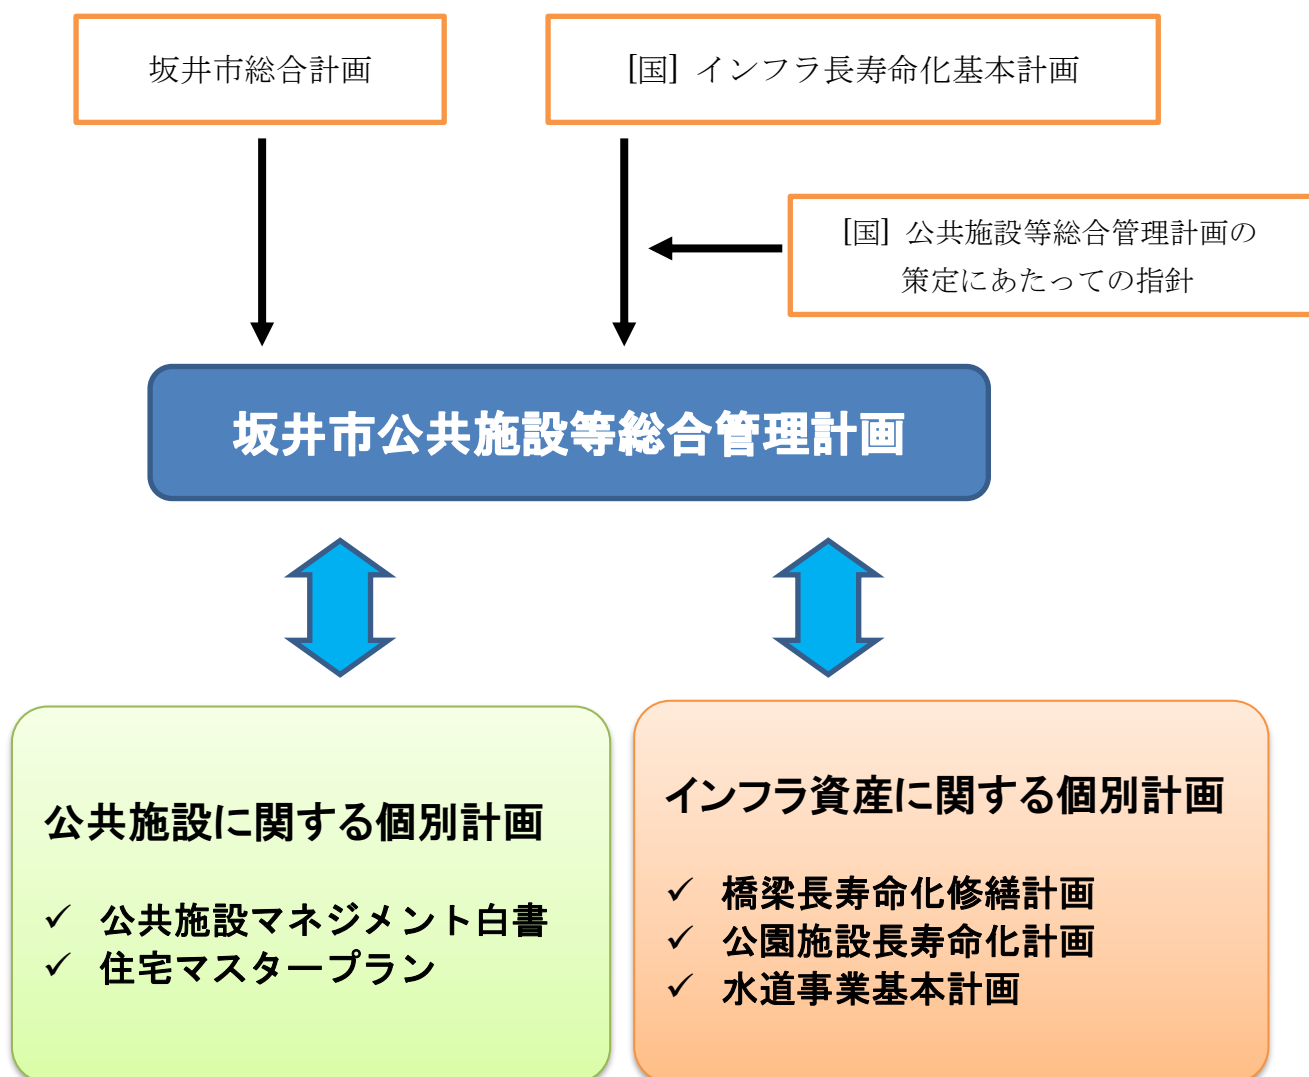 坂井市総合計画
[国] インフラ長寿命化基本計画
[国] 公共施設等総合管理計画の
策定にあたっての指針
坂井市公共施設等総合管理計画
公共施設に関する個別計画
✓ 公共施設マネジメント白書
✓ 住宅マスタープラン
インフラ資産に関する個別計画
✓ 橋梁長寿命化修繕計画
✓ 公園施設長寿命化計画
✓ 水道事業基本計画